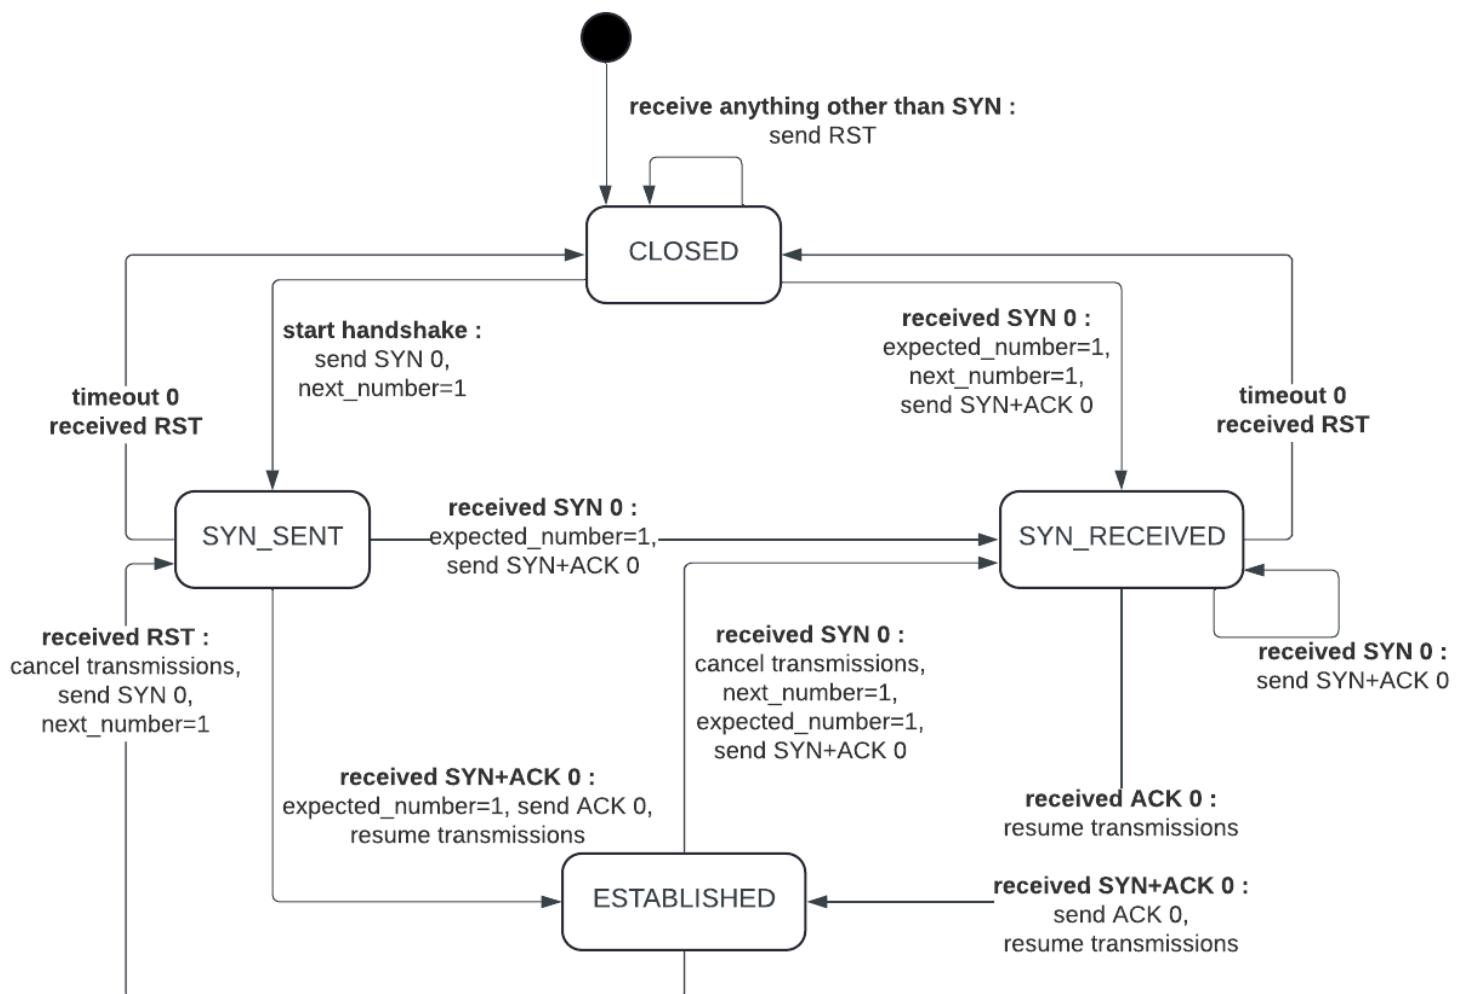 receive anything other than SYN :
send RST
CLOSED
start handshake :
send SYN 0,
next_number=1
received SYN 0 :
expected_number=1,
next_number=1,
send SYN+ACK 0
timeout 0
received RST
timeout 0
received RST
SYN_SENT
received SYN 0 :
expected_number=1,
send SYN+ACK 0
SYN_RECEIVED
received RST :
cancel transmissions,
send SYN 0,
next_number=1
received SYN 0 :
cancel transmissions,
next_number=1,
expected_number=1,
send SYN+ACK 0
received SYN 0 :
send SYN+ACK 0
received SYN+ACK 0 :
expected_number=1, send ACK 0,
resume transmissions
received ACK 0 :
resume transmissions
ESTABLISHED
received SYN+ACK 0 :
send ACK 0,
resume transmissions